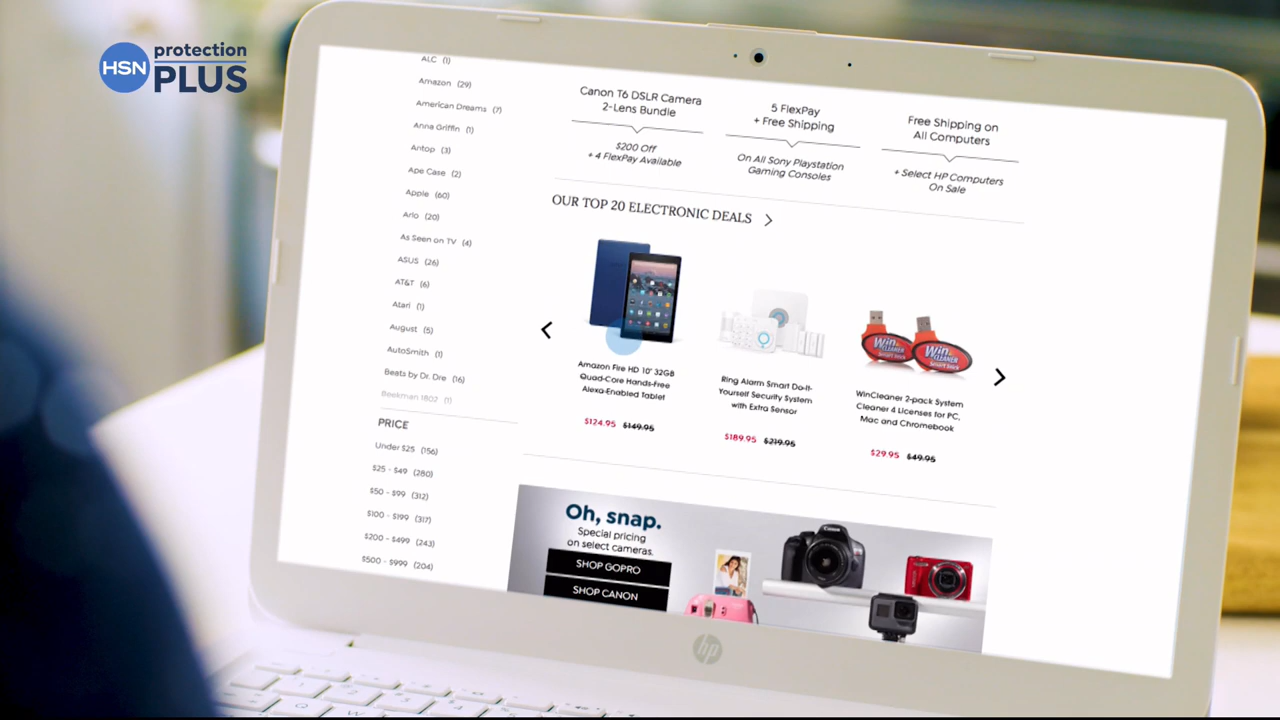 HSN
protection
PLUS
ALC (1)
Amazon (29)
American Dreams (7)
Anna Griffin (1)
Antop (3)
Ape Case (2)
Apple (60)
Arlo (20)
As Seen on TV (4)
ASUS (26)
AT&T (6)
Atari (1)
August (5)
AutoSmith (1)
Beats by Dr. Dre (16)
Beekman 1802 (1)
PRICE
Under $25 (156)
$25 - $49 (280)
$50 - $99 (312)
$100 - $199 (317)
$200 - $499 (243)
$500 - $999 (204)
Canon T6 DSLR Camera
2-Lens Bundle
$200 Off
+ 4 FlexPay Available
5 FlexPay
+ Free Shipping
On All Sony Playstation
Gaming Consoles
Free Shipping on
All Computers
+ Select HP Computers
On Sale
OUR TOP 20 ELECTRONIC DEALS
Amazon Fire HD 10" 32GB
Quad-Core Hands-Free
Alexa-Enabled Tablet
$124.95 $149.95
Ring Alarm Smart Do-It-
Yourself Security System
with Extra Sensor
$189.95 $219.95
Win
CLEANER
Win
CLEANER
WinCleaner 2-pack System
Cleaner 4 Licenses for PC,
Mac and Chromebook
$29.95 $49.95
Oh, snap.
Special pricing
on select cameras.
SHOP GOPRO
SHOP CANON
Canon
hp